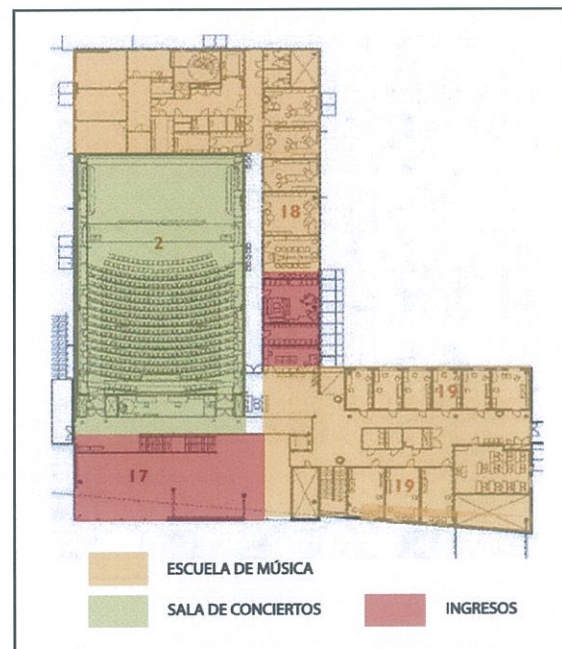 18
2
19
17
19
ESCUELA DE MÚSICA
SALA DE CONCIERTOS
INGRESOS